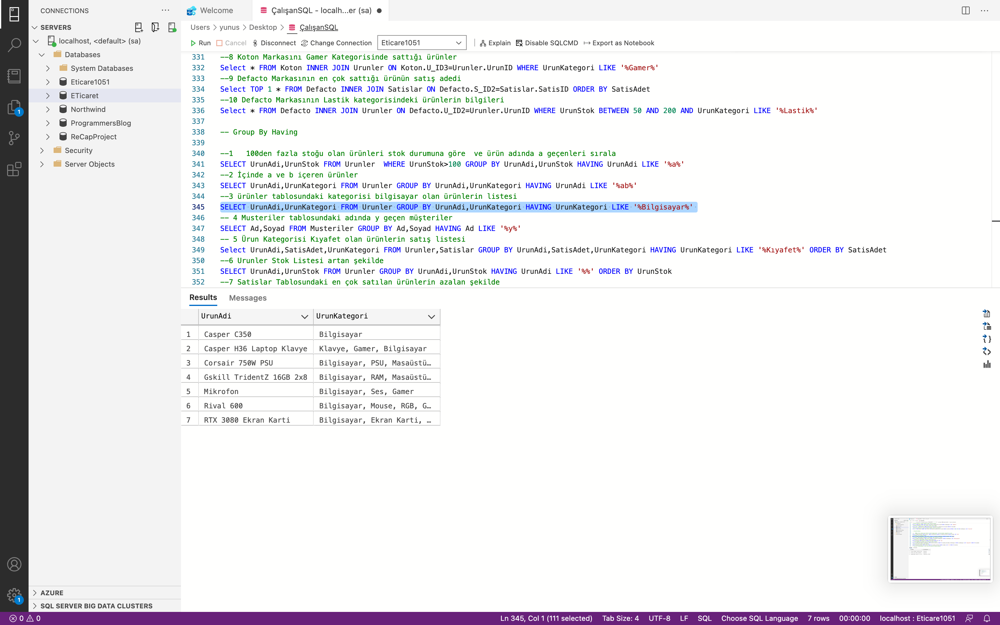 CONNECTIONS
Welcome
ÇalışanSQL - localh...er (sa)
SERVERS
localhost, <default> (sa)
Databases
System Databases
Eticare1051
ETicaret
Northwind
ProgrammersBlog
ReCapProject
Security
Server Objects
AZURE
SQL SERVER BIG DATA CLUSTERS
1
1
Users > yunus > Desktop > ÇalışanSQL
Run Cancel Disconnect Change Connection Eticare1051 Explain Disable SQLCMD Export as Notebook
331 --8 Koton Markasını Gamer Kategorisinde sattığı ürünler
332 Select * FROM Koton INNER JOIN Urunler ON Koton.U_ID3=Urunler.UrunID WHERE UrunKategori LIKE '%Gamer%'
333 --9 Defacto Markasının en çok sattığı ürünün satış adedi
334 Select TOP 1 * FROM Defacto INNER JOIN Satislar ON Defacto.S_ID2=Satislar.SatisID ORDER BY SatisAdet
335 --10 Defacto Markasının Lastik kategorisindeki ürünlerin bilgileri
336 Select * FROM Defacto INNER JOIN Urunler ON Defacto.U_ID2=Urunler.UrunID WHERE UrunStok BETWEEN 50 AND 200 AND UrunKategori LIKE '%Lastik%'
337
338 -- Group By Having
339
340 --1   100den fazla stoğu olan ürünleri stok durumuna göre  ve ürün adında a geçenleri sırala
341 SELECT UrunAdi,UrunStok FROM Urunler  WHERE UrunStok>100 GROUP BY UrunAdi,UrunStok HAVING UrunAdi LIKE '%a%'
342 --2 İçinde a ve b içeren ürünler
343 SELECT UrunAdi,UrunKategori FROM Urunler GROUP BY UrunAdi,UrunKategori HAVING UrunAdi LIKE '%ab%'
344 --3 ürünler tablosundaki kategorisi bilgisayar olan ürünlerin listesi
345 SELECT UrunAdi,UrunKategori FROM Urunler GROUP BY UrunAdi,UrunKategori HAVING UrunKategori LIKE '%Bilgisayar%'
346 -- 4 Musteriler tablosundaki adında y geçen müşteriler
347 SELECT Ad,Soyad FROM Musteriler GROUP BY Ad,Soyad HAVING Ad LIKE '%y%'
348 -- 5 Ürun Kategorisi Kıyafet olan ürünlerin satış listesi
349 Select UrunAdi,SatisAdet,UrunKategori FROM Urunler,Satislar GROUP BY UrunAdi,SatisAdet,UrunKategori HAVING UrunKategori LIKE '%Kıyafet%' ORDER BY SatisAdet
350 --6 Urunler Stok Listesi artan şekilde
351 SELECT UrunAdi,UrunStok FROM Urunler GROUP BY UrunAdi,UrunStok HAVING UrunAdi LIKE '%%' ORDER BY UrunStok
352 --7 Satislar Tablosundaki en çok satılan ürünlerin azalan şekilde
Results Messages
UrunAdi UrunKategori
1 Casper C350 Bilgisayar
2 Casper H36 Laptop Klavye Klavye, Gamer, Bilgisayar
3 Corsair 750W PSU Bilgisayar, PSU, Masaüstü…
4 Gskill TridentZ 16GB 2x8 Bilgisayar, RAM, Masaüstü…
5 Mikrofon Bilgisayar, Ses, Gamer
6 Rival 600 Bilgisayar, Mouse, RGB, G…
7 RTX 3080 Ekran Karti Bilgisayar, Ekran Karti, …
0 0 Ln 345, Col 1 (111 selected) Tab Size: 4 UTF-8 LF SQL Choose SQL Language 7 rows 00:00:00 localhost : Eticare1051